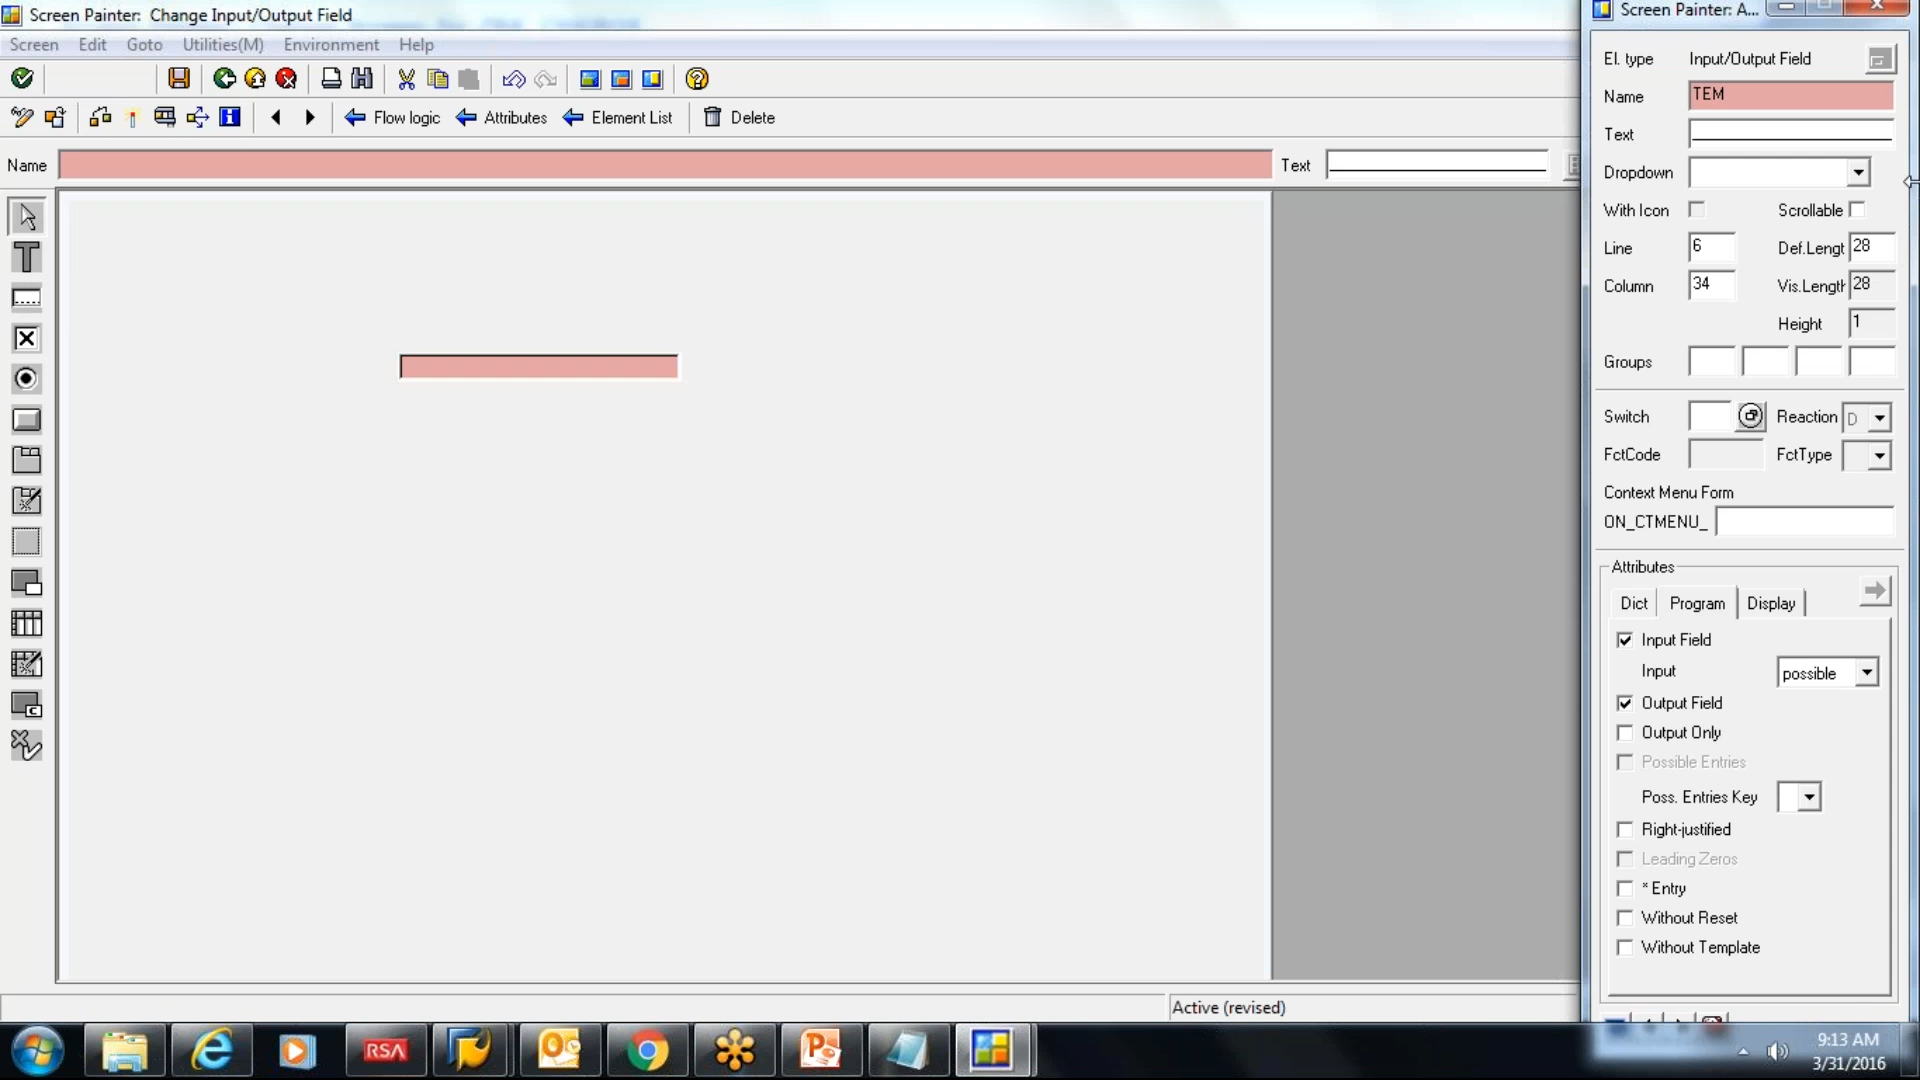 Screen Painter: Change Input/Output Field
Screen Edit Goto Utilities(M) Environment Help
Flow logic Attributes Element List Delete
Name Text
Active (revised)
Screen Painter: A...
El. type Input/Output Field
Name TEM
Text
Dropdown
With Icon Scrollable
Line 6 Def.Lengt 28
Column 34 Vis.Length 28
Height 1
Groups
Switch Reaction D
FctCode FctType
Context Menu Form
ON_CTMENU_
Attributes
Dict Program Display
Input Field
Input possible
Output Field
Output Only
Possible Entries
Poss. Entries Key
Right-justified
Leading Zeros
* Entry
Without Reset
Without Template
RSA
9:13 AM
3/31/2016